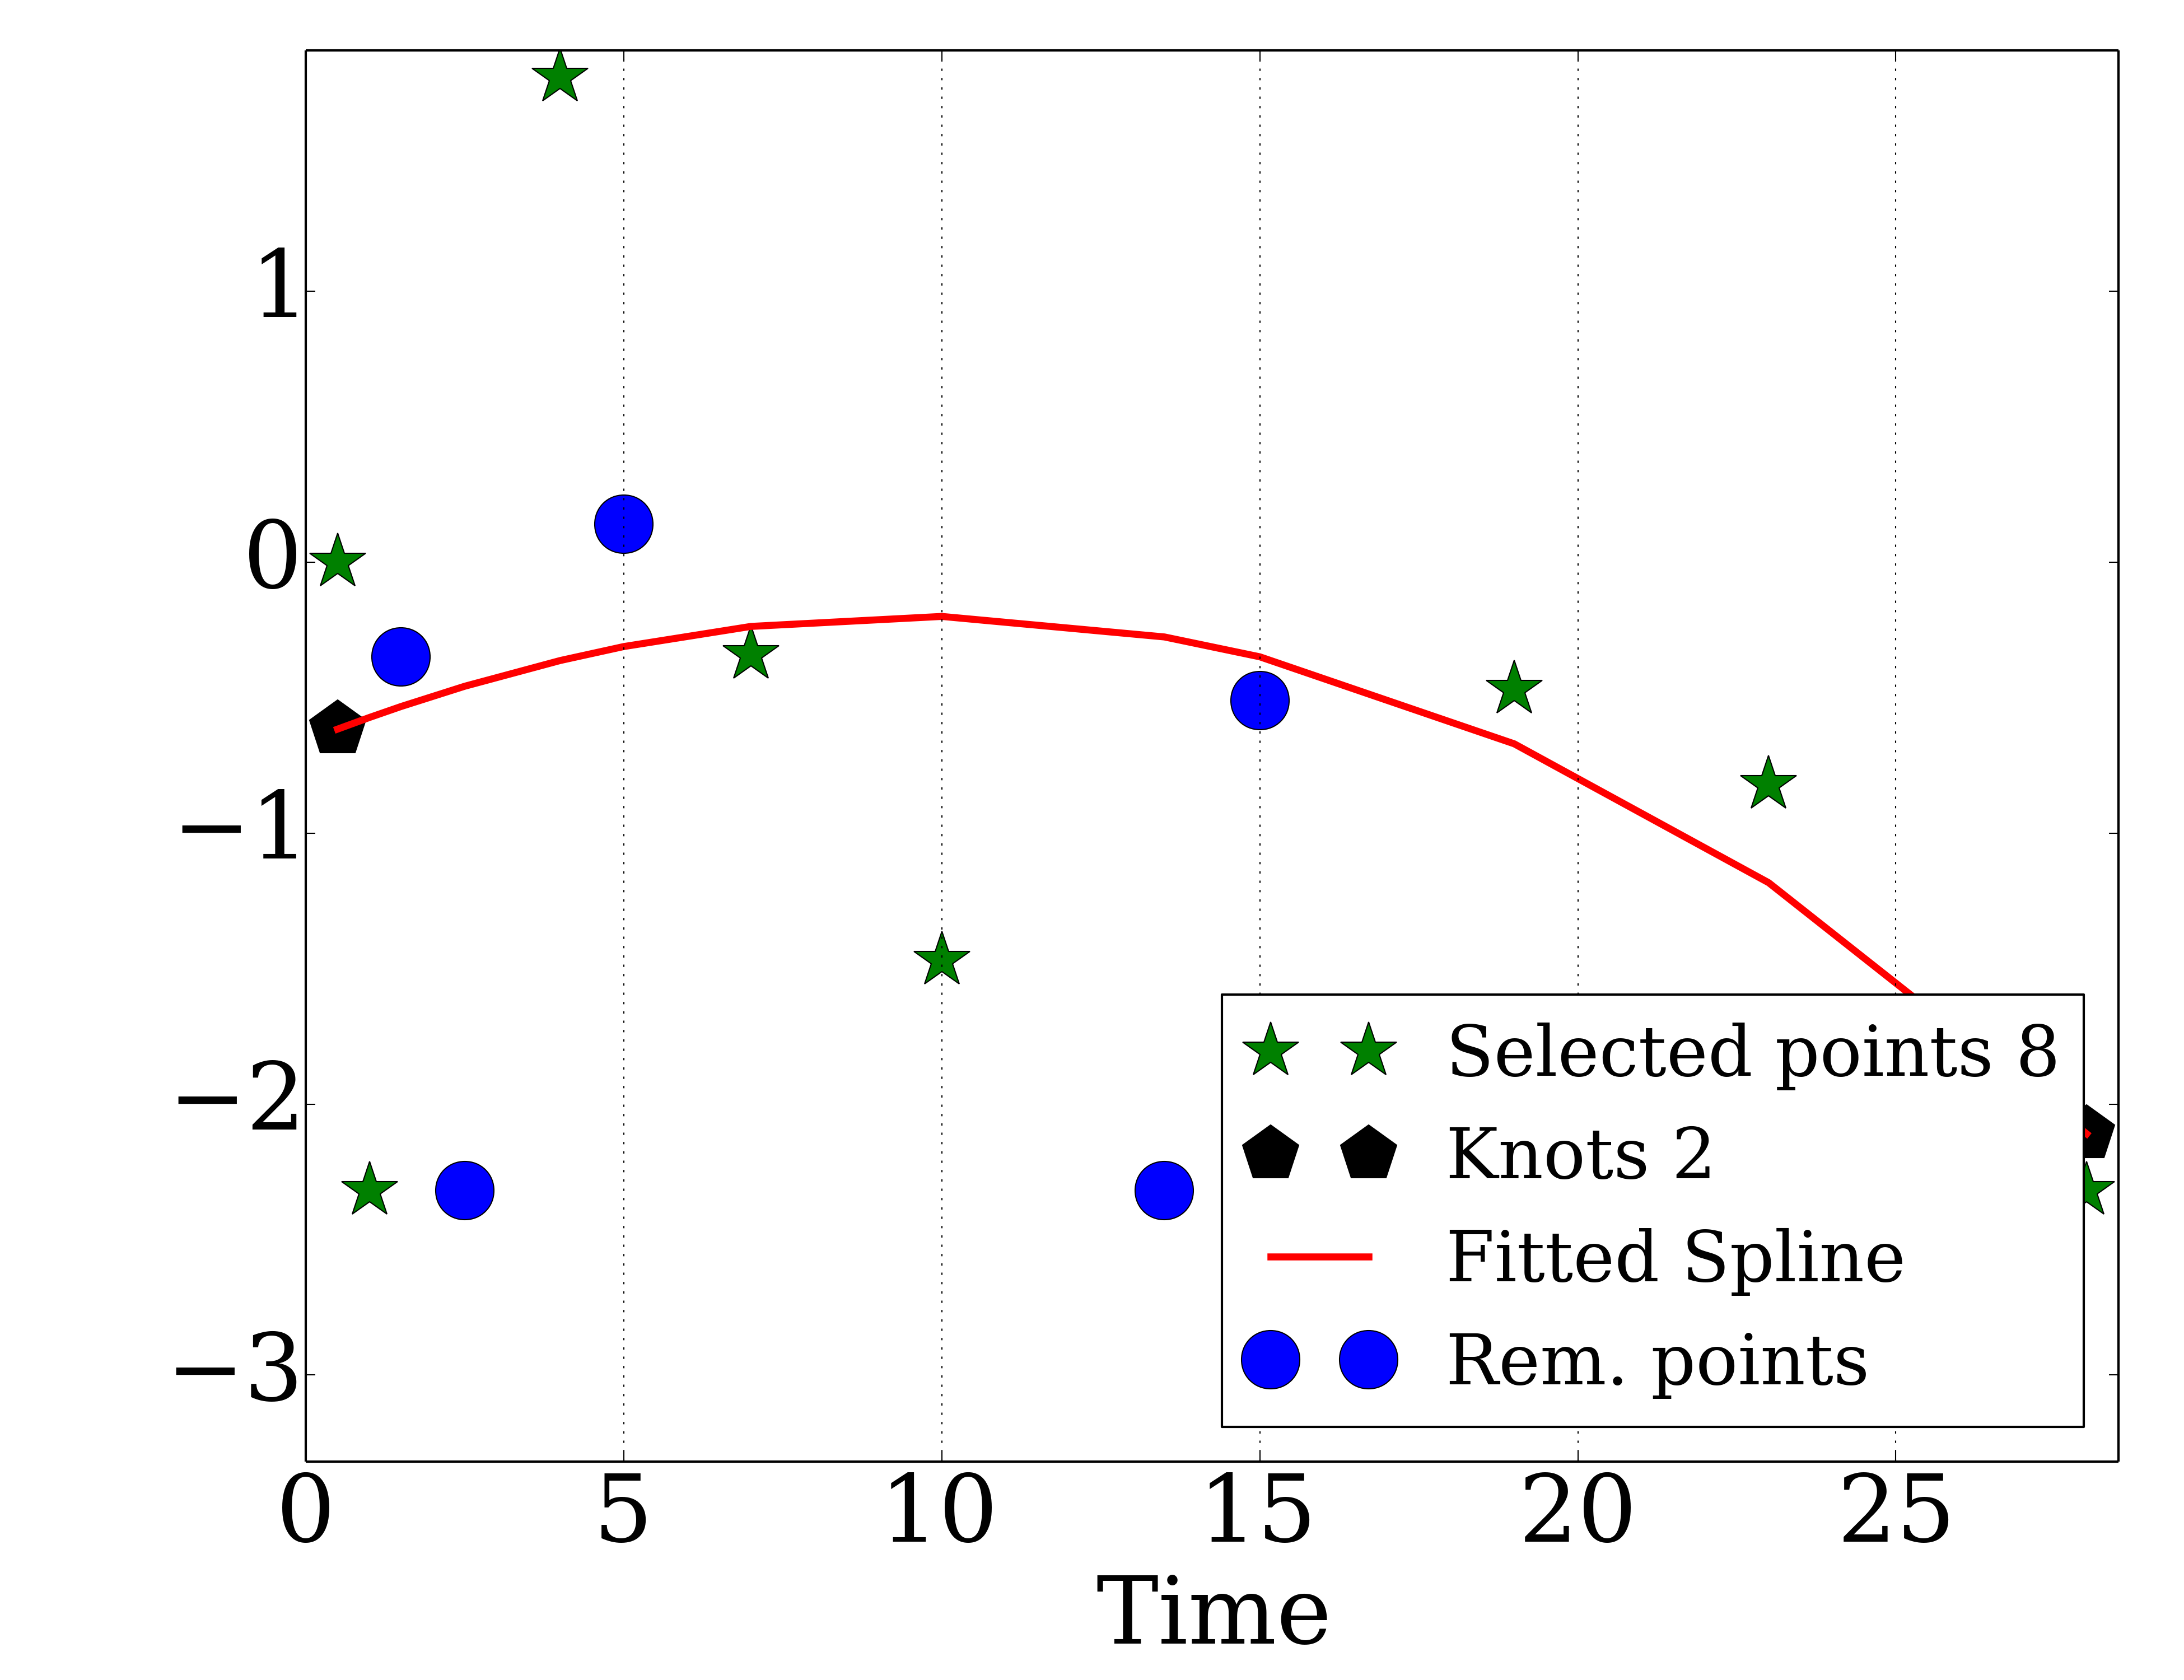 1
0
−1
−2
−3
0 5 10 15 20 25
Time
Selected points 8
Knots 2
Fitted Spline
Rem. points